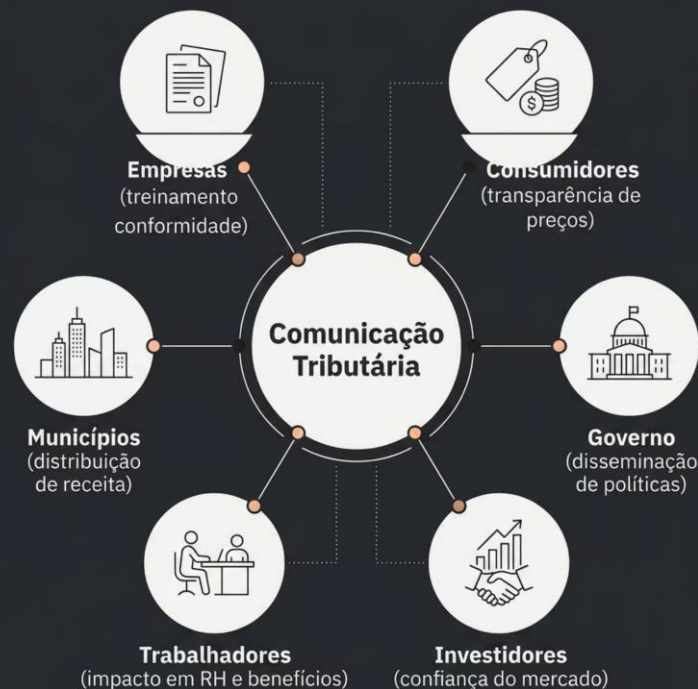 Empresas
(treinamento
conformidade)
Consumidores
(transparência de
preços)
Comunicação
Tributária
Municípios
(distribuição
de receita)
Governo
(disseminação
de políticas)
Trabalhadores
(impacto em RH e benefícios)
Investidores
(confiança do mercado)
$